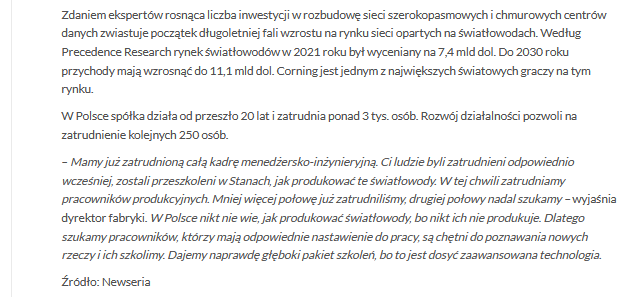 Zdaniem ekspertów rosnąca liczba inwestycji w rozbudowę sieci szerokopasmowych i chmurowych centrów
danych zwiastuje początek długoletniej fali wzrostu na rynku sieci opartych na światłowodach. Według
Precedence Research rynek światłowodów w 2021 roku był wyceniany na 7,4 mld dol. Do 2030 roku
przychody mają wzrosnąć do 11,1 mld dol. Corning jest jednym z największych światowych graczy na tym
rynku.
W Polsce spółka działa od przeszło 20 lat i zatrudnia ponad 3 tys. osób. Rozwój działalności pozwoli na
zatrudnienie kolejnych 250 osób.
– Mamy już zatrudnioną całą kadrę menedżersko-inżynieryjną. Ci ludzie byli zatrudnieni odpowiednio
wcześniej, zostali przeszkoleni w Stanach, jak produkować te światłowody. W tej chwili zatrudniamy
pracowników produkcyjnych. Mniej więcej połowę już zatrudniliśmy, drugiej połowy nadal szukamy – wyjaśnia
dyrektor fabryki. W Polsce nikt nie wie, jak produkować światłowody, bo nikt ich nie produkuje. Dlatego
szukamy pracowników, którzy mają odpowiednie nastawienie do pracy, są chętni do poznawania nowych
rzeczy i ich szkolimy. Dajemy naprawdę głęboki pakiet szkoleń, bo to jest dosyć zaawansowana technologia.
Źródło: Newseria